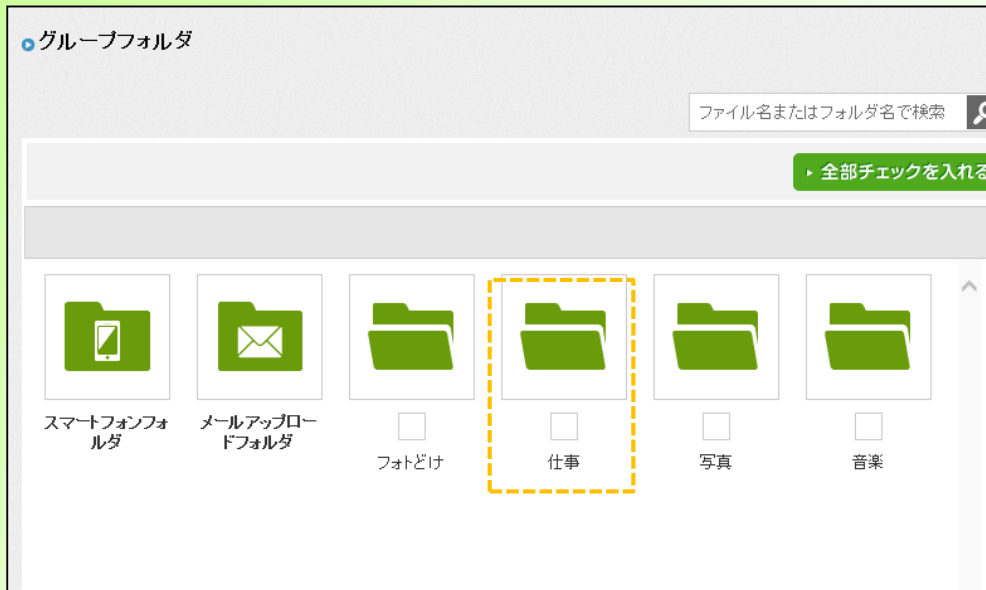 グループフォルダ
ファイル名またはフォルダ名で検索
全部チェックを入れる
スマートフォンフォ
ルダ
メールアップロー
ドフォルダ
フォトどけ
仕事
写真
音楽